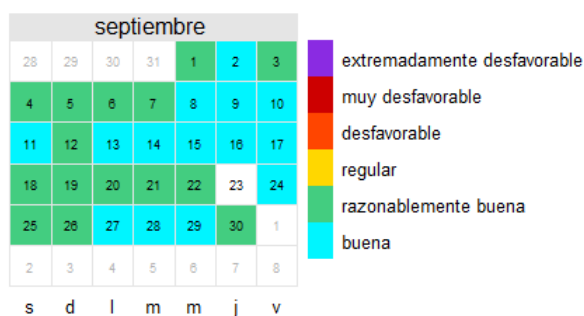 septiembre
28 29 30 31 1 2 3
4 5 6 7 8 9 10
11 12 13 14 15 16 17
18 19 20 21 22 23 24
25 26 27 28 29 30 1
2 3 4 5 6 7 8
s d l m m j v
extremadamente desfavorable
muy desfavorable
desfavorable
regular
razonablemente buena
buena